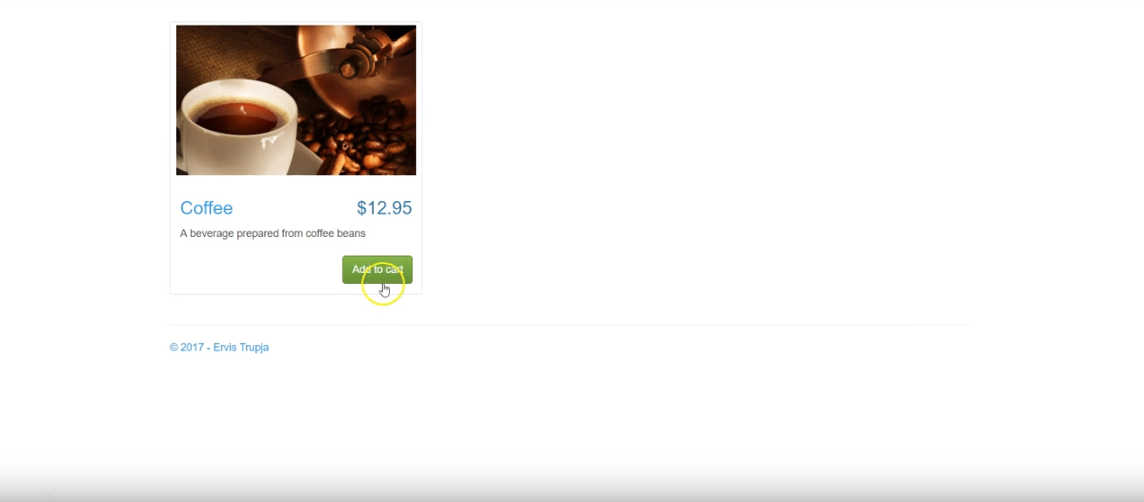 Coffee $12.95
A beverage prepared from coffee beans
Add to cart
© 2017 - Ervis Trupja